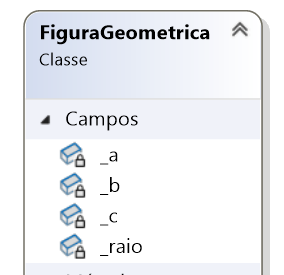 FiguraGeometrica
Classe
Campos
_a
_b
_c
_raio